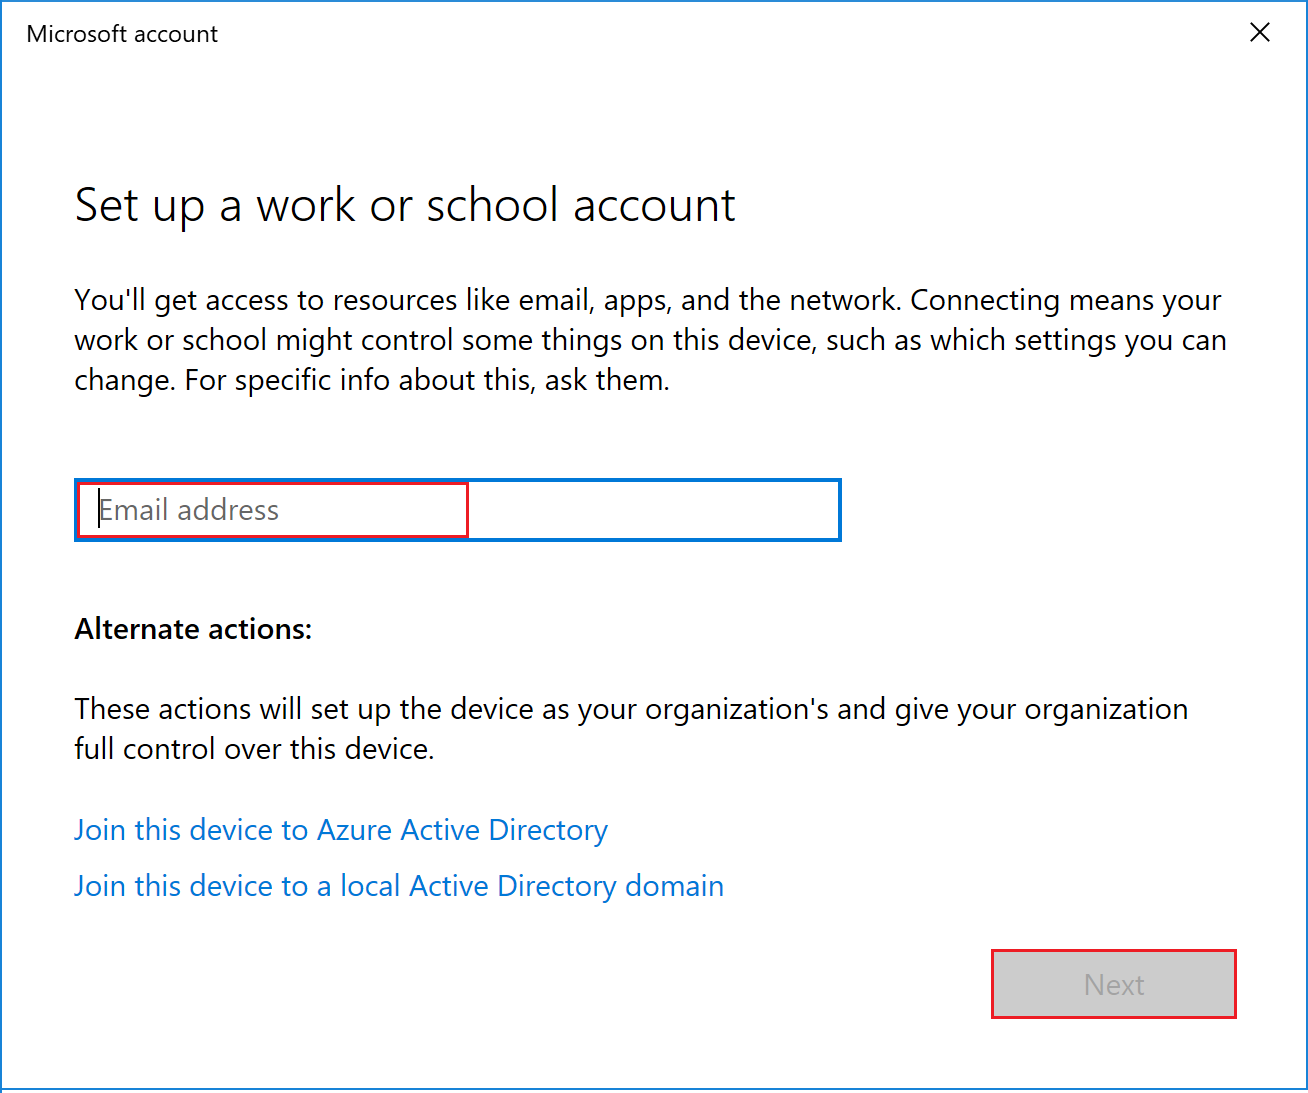 Microsoft account
Set up a work or school account
You'll get access to resources like email, apps, and the network. Connecting means your
work or school might control some things on this device, such as which settings you can
change. For specific info about this, ask them.
Email address
Alternate actions:
These actions will set up the device as your organization's and give your organization
full control over this device.
Join this device to Azure Active Directory
Join this device to a local Active Directory domain
Next